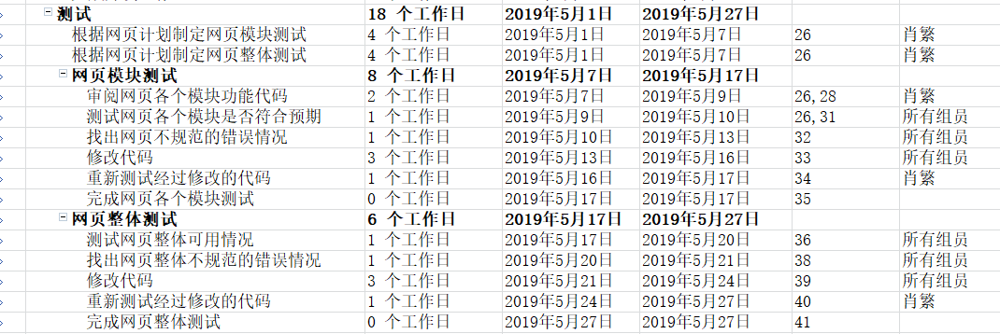 测试 18 个工作日 2019年5月1日 2019年5月27日
根据网页计划制定网页模块测试 4 个工作日 2019年5月1日 2019年5月7日 26 肖繁
根据网页计划制定网页整体测试 4 个工作日 2019年5月1日 2019年5月7日 26 肖繁
网页模块测试 8 个工作日 2019年5月7日 2019年5月17日
审阅网页各个模块功能代码 2 个工作日 2019年5月7日 2019年5月9日 26,28 肖繁
测试网页各个模块是否符合预期 1 个工作日 2019年5月9日 2019年5月10日 26,31 所有组员
找出网页不规范的错误情况 1 个工作日 2019年5月10日 2019年5月13日 32 所有组员
修改代码 3 个工作日 2019年5月13日 2019年5月16日 33 所有组员
重新测试经过修改的代码 1 个工作日 2019年5月16日 2019年5月17日 34 肖繁
完成网页各个模块测试 0 个工作日 2019年5月17日 2019年5月17日 35
网页整体测试 6 个工作日 2019年5月17日 2019年5月27日
测试网页整体可用情况 1 个工作日 2019年5月17日 2019年5月20日 36 所有组员
找出网页整体不规范的错误情况 1 个工作日 2019年5月20日 2019年5月21日 38 所有组员
修改代码 3 个工作日 2019年5月21日 2019年5月24日 39 所有组员
重新测试经过修改的代码 1 个工作日 2019年5月24日 2019年5月27日 40 肖繁
完成网页整体测试 0 个工作日 2019年5月27日 2019年5月27日 41